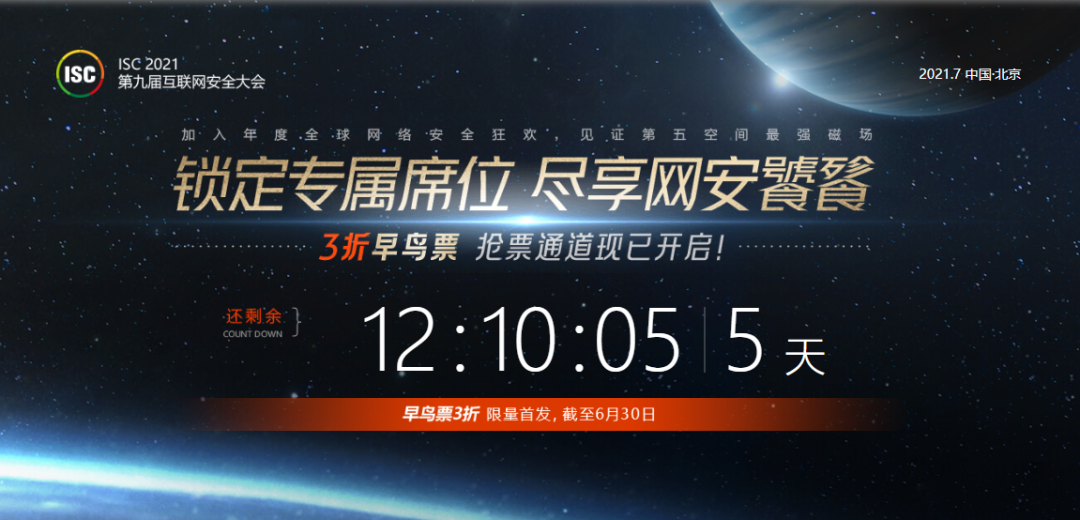 ISC
ISC 2021
第九届互联网安全大会
2021.7 中国·北京
加入年度全球网络安全狂欢，见证第五空间最强磁场
锁定专属席位 尽享网安饕餮
3折早鸟票 抢票通道现已开启！
还剩余
COUNT DOWN
12:10:05 5 天
早鸟票3折 限量首发, 截至6月30日